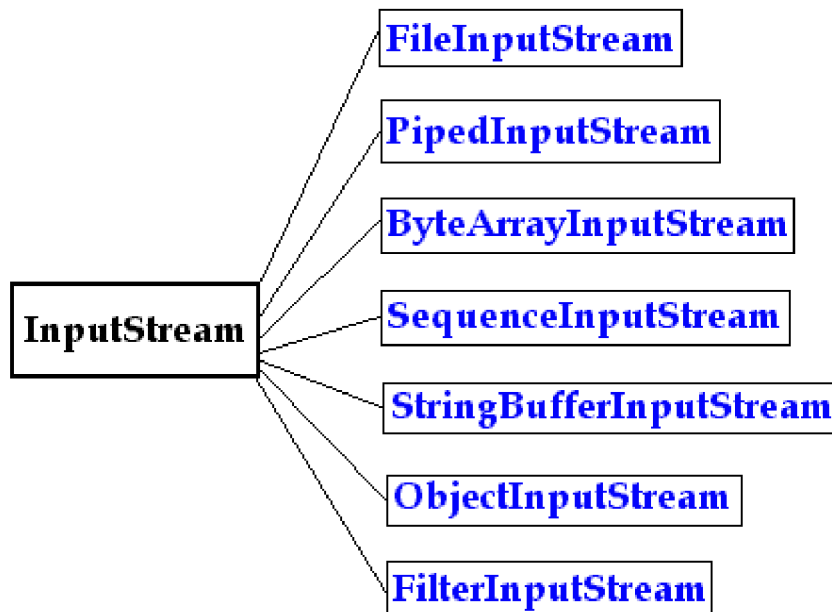 FileInputStream
PipedInputStream
ByteArrayInputStream
InputStream
SequenceInputStream
StringBufferInputStream
ObjectInputStream
FilterInputStream